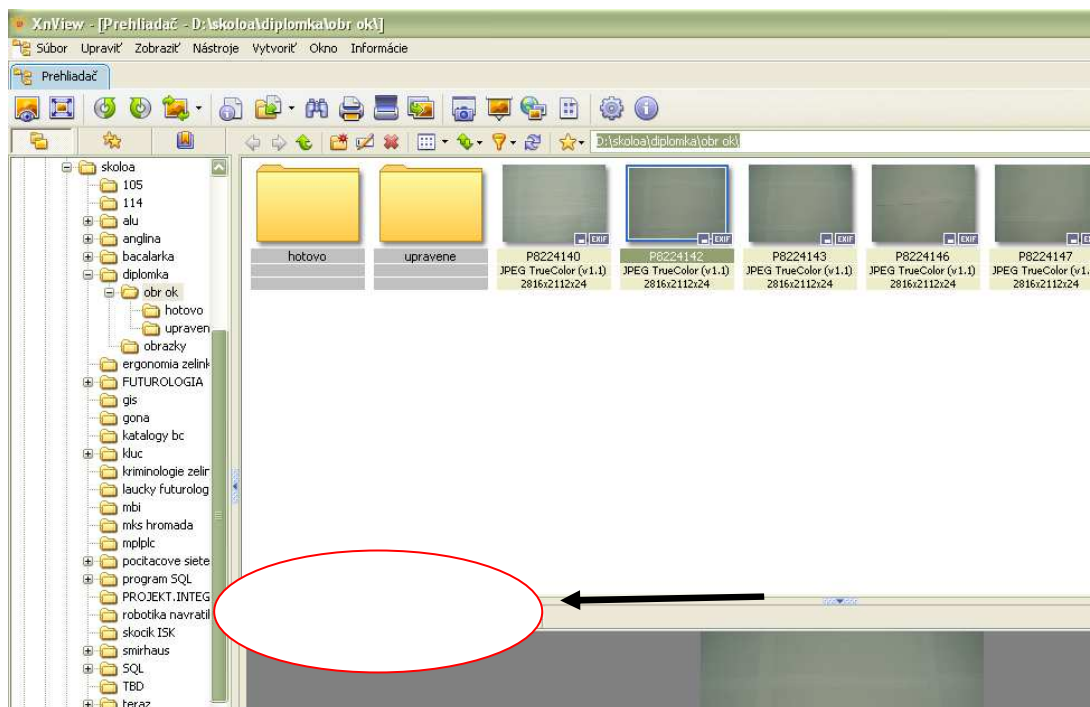 XnView - [Prehliadač - D:\skoloa\diplomka\obr ok\]
Súbor Upraviť Zobraziť Nástroje Vytvoriť Okno Informácie
Prehliadač
D:\skoloa\diplomka\obr ok\
skoloa
105
114
alu
anglina
bacalarka
diplomka
obr ok
hotovo
upraven
obrazky
ergonomia zelink
FUTUROLOGIA
gis
gona
katalogy bc
kluc
kriminologie zelir
laucky futurolog
mbi
mks hromada
mplplc
pocitacove siete
program SQL
PROJEKT.INTEG
robotika navratil
skocik ISK
smirhaus
SQL
TBD
teraz
EXIF EXIF EXIF EXIF
hotovo upravene P8224140 P8224142 P8224143 P8224146 P8224147
JPEG TrueColor (v1.1) JPEG TrueColor (v1.1) JPEG TrueColor (v1.1) JPEG TrueColor (v1.1) JPEG TrueColor (v1.
2816x2112x24 2816x2112x24 2816x2112x24 2816x2112x24 2816x2112x24